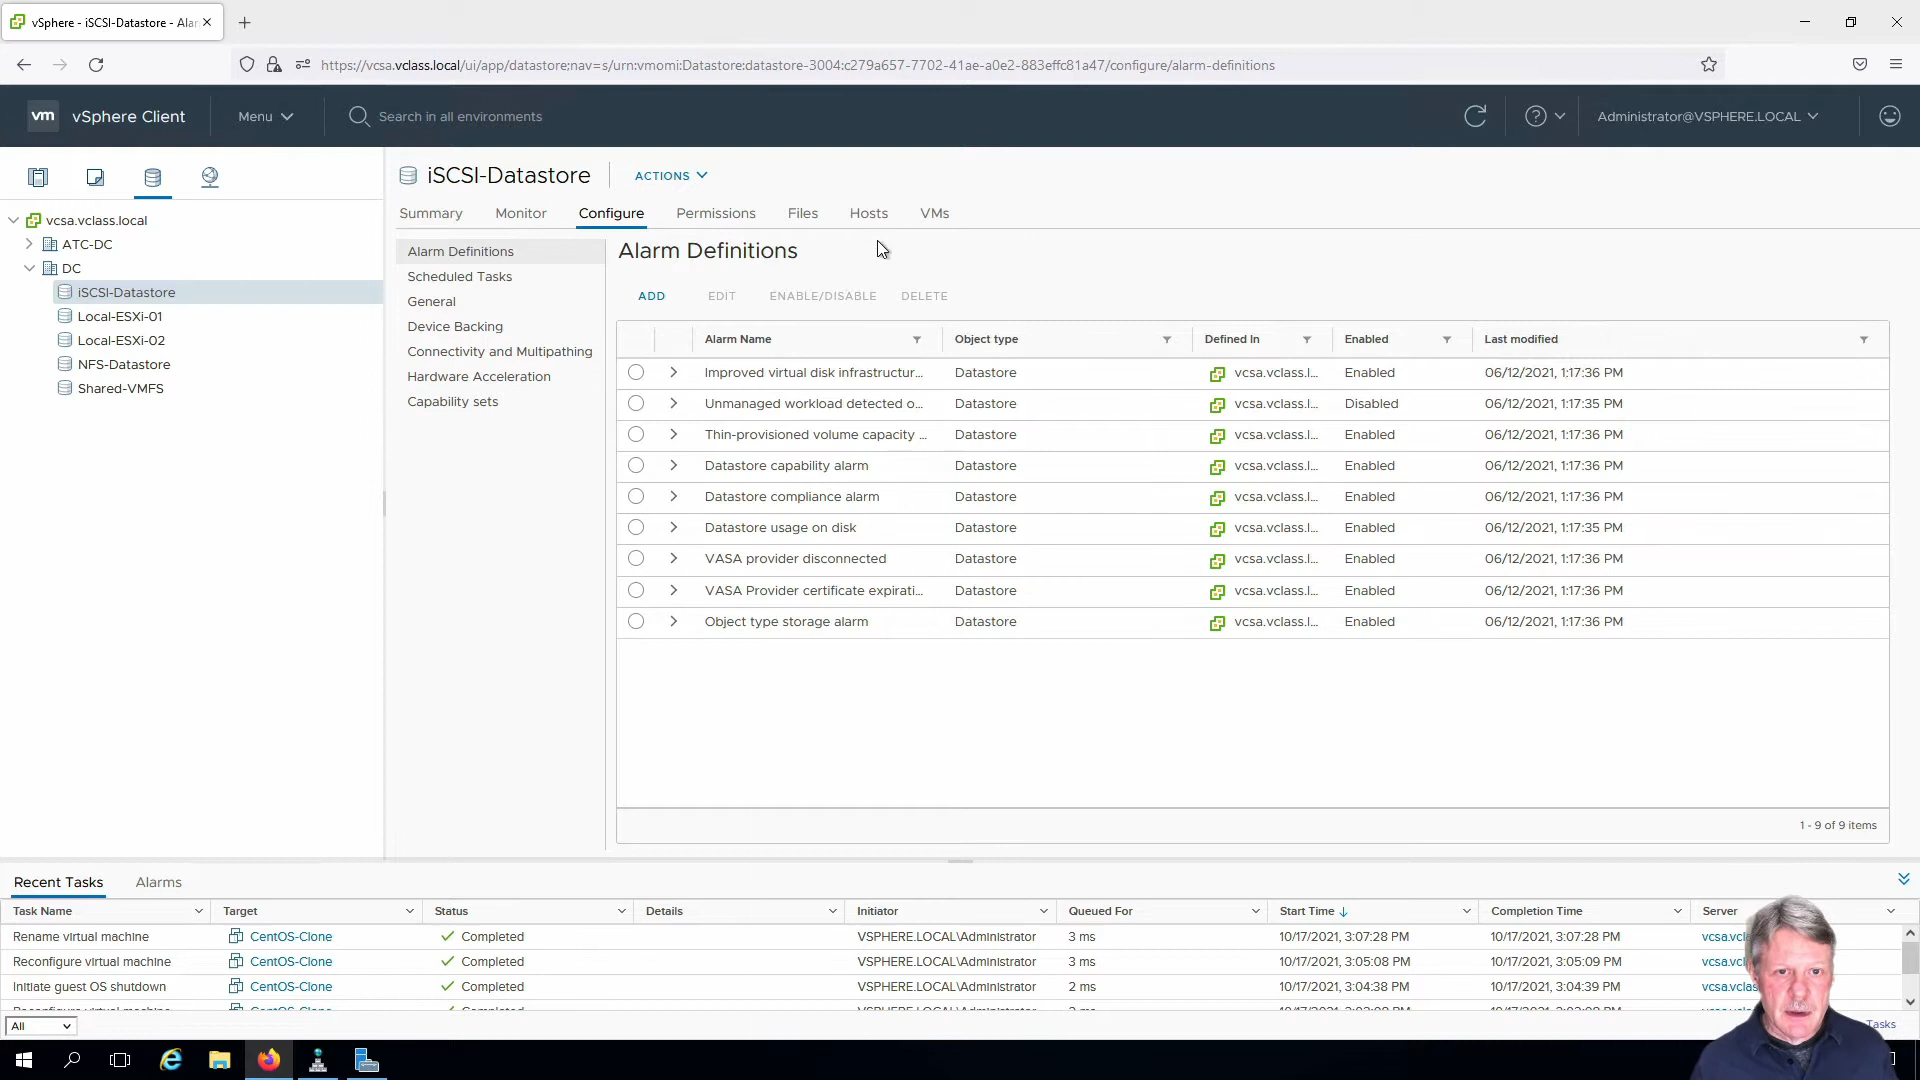 vSphere - iSCSI-Datastore - Alar
https://vcsa.vclass.local/ui/app/datastore;nav=s/urn:vmomi:Datastore:datastore-3004:c279a657-7702-41ae-a0e2-883effc81a47/configure/alarm-definitions
vm vSphere Client Menu Search in all environments Administrator@VSPHERE.LOCAL
iSCSI-Datastore ACTIONS
Summary Monitor Configure Permissions Files Hosts VMs
vcsa.vclass.local
ATC-DC
DC
iSCSI-Datastore
Local-ESXi-01
Local-ESXi-02
NFS-Datastore
Shared-VMFS
Alarm Definitions
Scheduled Tasks
General
Device Backing
Connectivity and Multipathing
Hardware Acceleration
Capability sets
Alarm Definitions
ADD EDIT ENABLE/DISABLE DELETE
Alarm Name Object type Defined In Enabled Last modified
Improved virtual disk infrastructur... Datastore vcsa.vclass.l... Enabled 06/12/2021, 1:17:36 PM
Unmanaged workload detected o... Datastore vcsa.vclass.l... Disabled 06/12/2021, 1:17:35 PM
Thin-provisioned volume capacity ... Datastore vcsa.vclass.l... Enabled 06/12/2021, 1:17:36 PM
Datastore capability alarm Datastore vcsa.vclass.l... Enabled 06/12/2021, 1:17:36 PM
Datastore compliance alarm Datastore vcsa.vclass.l... Enabled 06/12/2021, 1:17:36 PM
Datastore usage on disk Datastore vcsa.vclass.l... Enabled 06/12/2021, 1:17:35 PM
VASA provider disconnected Datastore vcsa.vclass.l... Enabled 06/12/2021, 1:17:36 PM
VASA Provider certificate expirati... Datastore vcsa.vclass.l... Enabled 06/12/2021, 1:17:36 PM
Object type storage alarm Datastore vcsa.vclass.l... Enabled 06/12/2021, 1:17:36 PM
1 - 9 of 9 items
Recent Tasks Alarms
Task Name Target Status Details Initiator Queued For Start Time Completion Time Server
Rename virtual machine CentOS-Clone Completed VSPHERE.LOCAL\Administrator 3 ms 10/17/2021, 3:07:28 PM 10/17/2021, 3:07:28 PM vcsa.vcl
Reconfigure virtual machine CentOS-Clone Completed VSPHERE.LOCAL\Administrator 3 ms 10/17/2021, 3:05:08 PM 10/17/2021, 3:05:09 PM vcsa.vcl
Initiate guest OS shutdown CentOS-Clone Completed VSPHERE.LOCAL\Administrator 2 ms 10/17/2021, 3:04:38 PM 10/17/2021, 3:04:39 PM vcsa.vclas
All Tasks